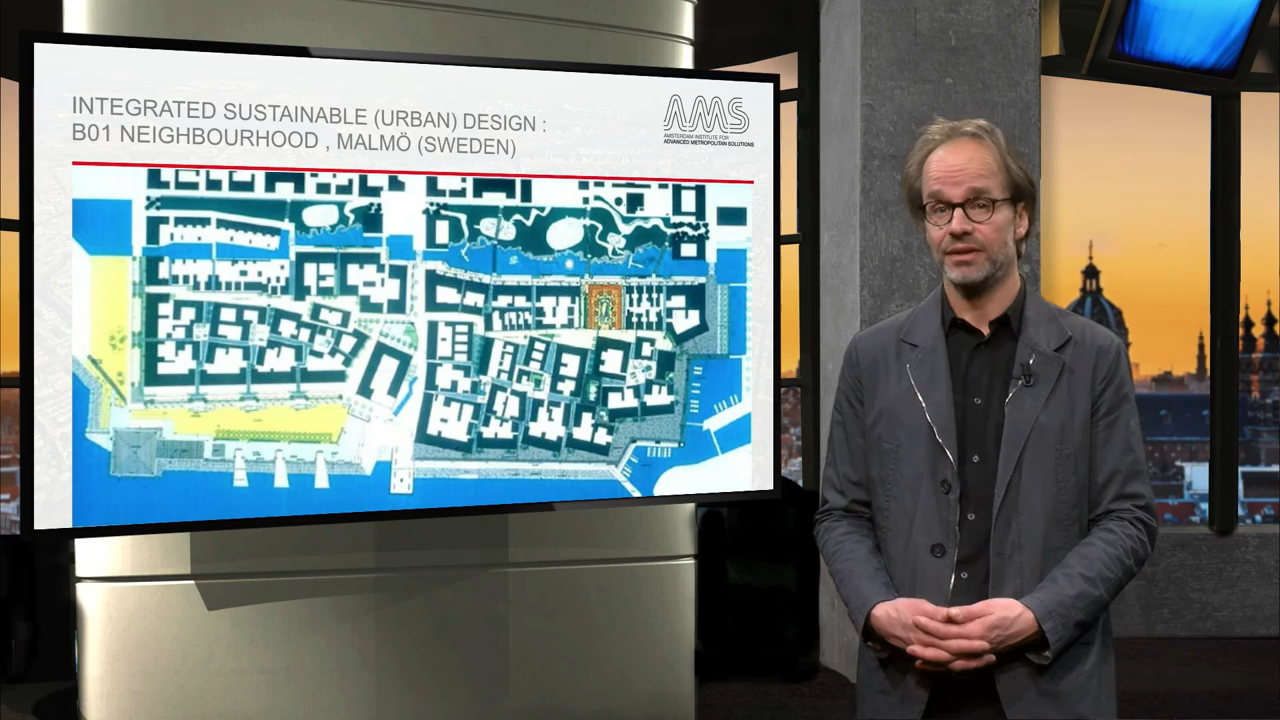 INTEGRATED SUSTAINABLE (URBAN) DESIGN :
B01 NEIGHBOURHOOD , MALMÖ (SWEDEN)
AMS
AMSTERDAM INSTITUTE FOR
ADVANCED METROPOLITAN SOLUTIONS